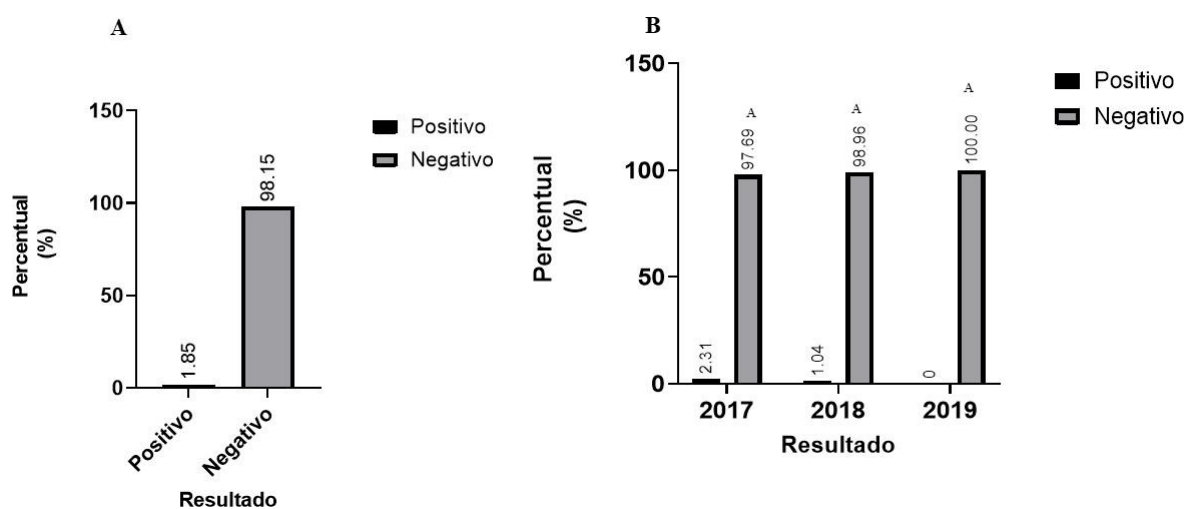 A
Percentual
(%)
150
100
50
0
1.85
98.15
Positivo
Negativo
Resultado
Positivo
Negativo
B
Percentual
(%)
150
100
50
0
2.31
97.69
A
1.04
98.96
A
0
100.00
A
2017
2018
2019
Resultado
Positivo
Negativo